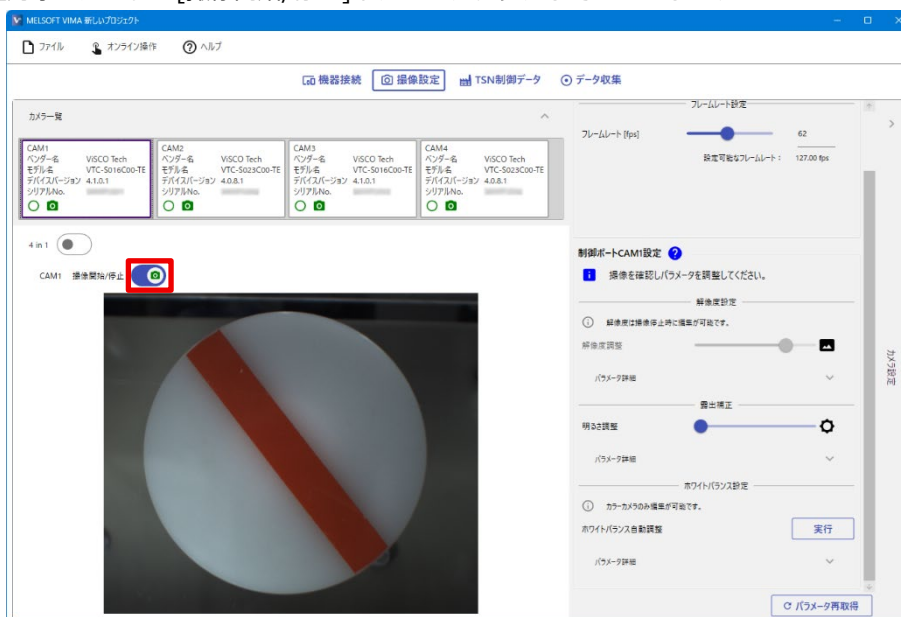 MELSOFT VIMA 新しいプロジェクト
ファイル オンライン操作 ヘルプ
機器接続 撮像設定 TSN制御データ データ収集
カメラ一覧
CAM1
ベンダー名 ViSCO Tech
モデル名 VTC-S016C00-TE
デバイスバージョン 4.1.0.1
シリアルNo.
CAM2
ベンダー名 ViSCO Tech
モデル名 VTC-S023C00-TE
デバイスバージョン 4.0.8.1
シリアルNo.
CAM3
ベンダー名 ViSCO Tech
モデル名 VTC-S016C00-TE
デバイスバージョン 4.1.0.1
シリアルNo.
CAM4
ベンダー名 ViSCO Tech
モデル名 VTC-S023C00-TE
デバイスバージョン 4.0.8.1
シリアルNo.
4 in 1
CAM1 撮像開始/停止
フレームレート設定
フレームレート [fps] 62
設定可能なフレームレート： 127.00 fps
制御ポートCAM1設定
撮像を確認しパラメータを調整してください。
解像度設定
解像度は撮像停止時に編集が可能です。
解像度調整
パラメータ詳細
露出補正
明るさ調整
パラメータ詳細
ホワイトバランス設定
カラーカメラのみ編集が可能です。
ホワイトバランス自動調整 実行
パラメータ詳細
パラメータ再取得
カメラ設定